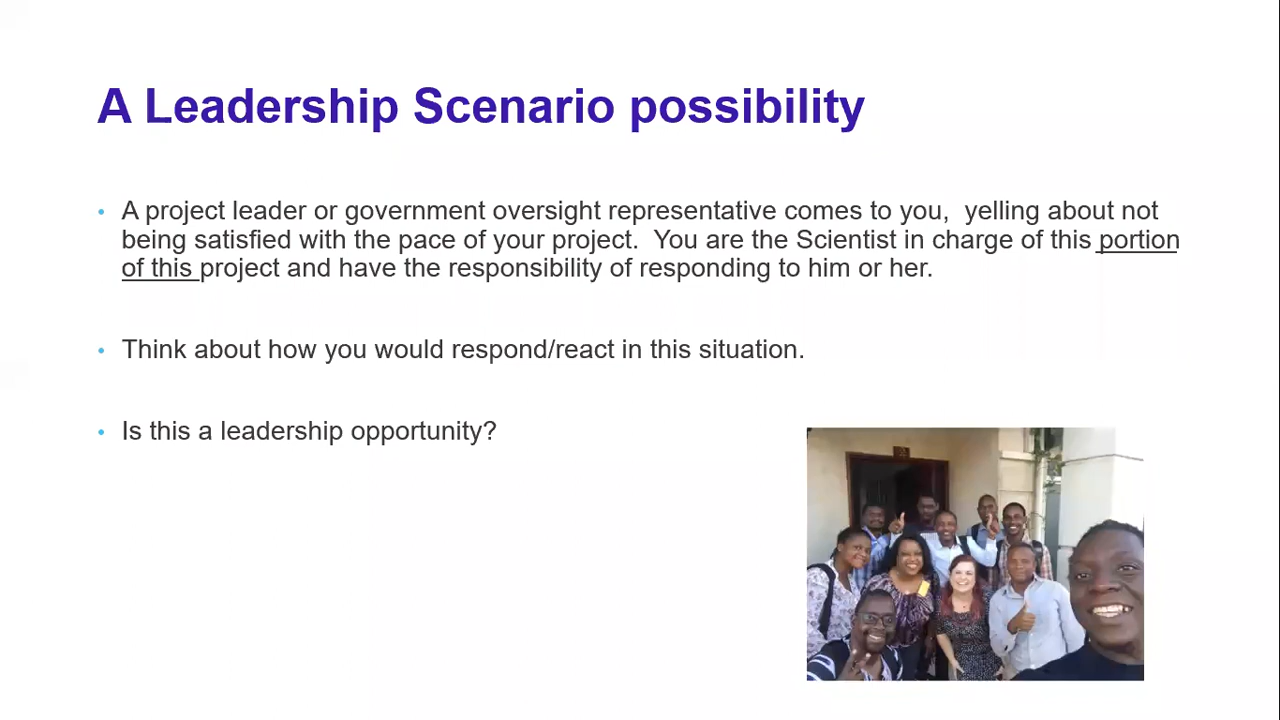 A Leadership Scenario possibility
• A project leader or government oversight representative comes to you,  yelling about not
being satisfied with the pace of your project.  You are the Scientist in charge of this portion
of this project and have the responsibility of responding to him or her.
• Think about how you would respond/react in this situation.
• Is this a leadership opportunity?